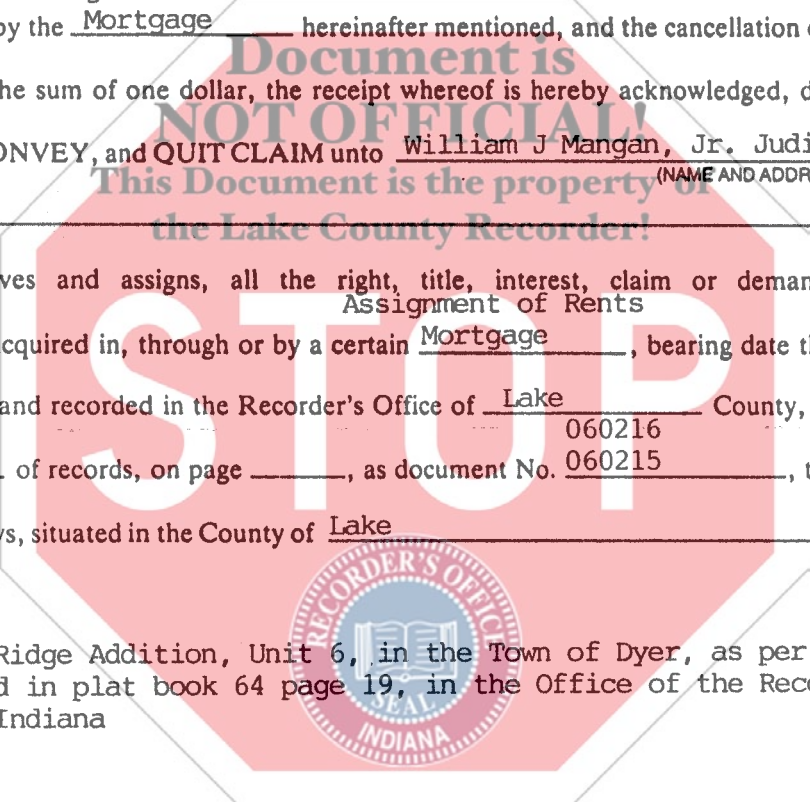 by the Mortgage hereinafter mentioned, and the cancellation
Document is
he sum of one dollar, the receipt whereof is hereby acknowledged, d
NOT OFFICIAL!
ONVEY, and QUIT CLAIM unto William J Mangan, Jr. Judi
This Document is the property of
(NAME AND ADDR
the Lake County Recorder!
ves and assigns, all the right, title, interest, claim or deman
Assignment of Rents
cquired in, through or by a certain Mortgage, bearing date th
and recorded in the Recorder's Office of Lake County,
060216
of records, on page ____, as document No. 060215, t
ys, situated in the County of Lake
STOP
RECORDER'S OFFICE
Ridge Addition, Unit 6, in the Town of Dyer, as per
d in plat book 64 page 19, in the Office of the Reco
SEAL
Indiana
INDIANA